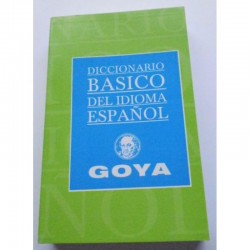 DICCIONARIO
BASICO
DEL IDIOMA
ESPAÑOL
GOYA